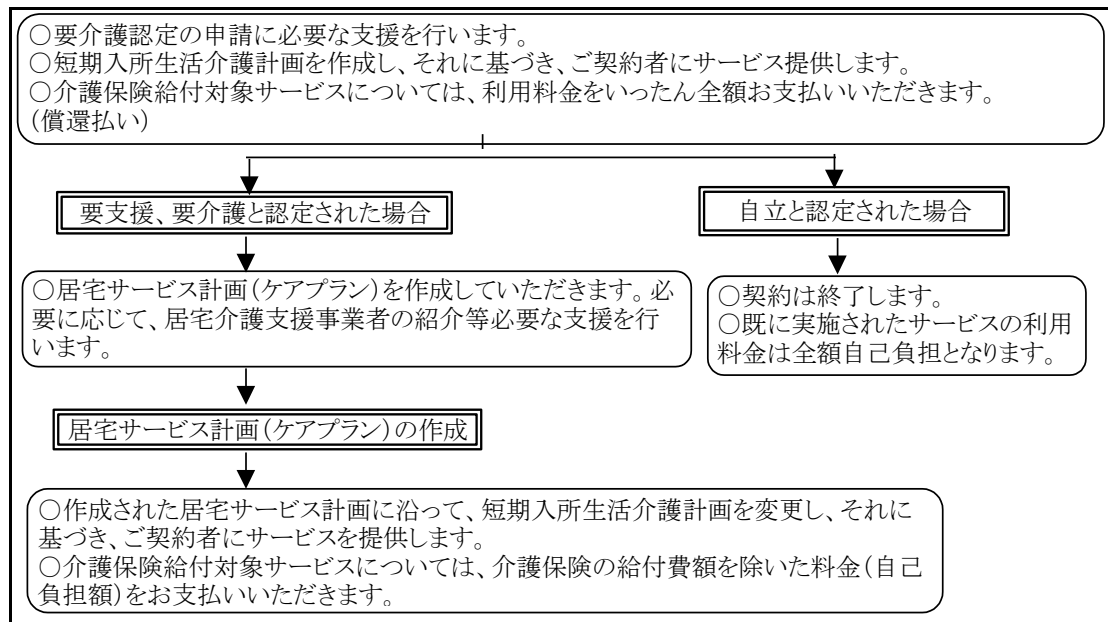 ○要介護認定の申請に必要な支援を行います。
○短期入所生活介護計画を作成し、それに基づき、ご契約者にサービス提供します。
○介護保険給付対象サービスについては、利用料金をいったん全額お支払いいただきます。
(償還払い)
要支援、要介護と認定された場合
自立と認定された場合
○居宅サービス計画(ケアプラン)を作成していただきます。必
要に応じて、居宅介護支援事業者の紹介等必要な支援を行
います。
○契約は終了します。
○既に実施されたサービスの利用
料金は全額自己負担となります。
居宅サービス計画(ケアプラン)の作成
○作成された居宅サービス計画に沿って、短期入所生活介護計画を変更し、それに
基づき、ご契約者にサービスを提供します。
○介護保険給付対象サービスについては、介護保険の給付費額を除いた料金(自己
負担額)をお支払いいただきます。